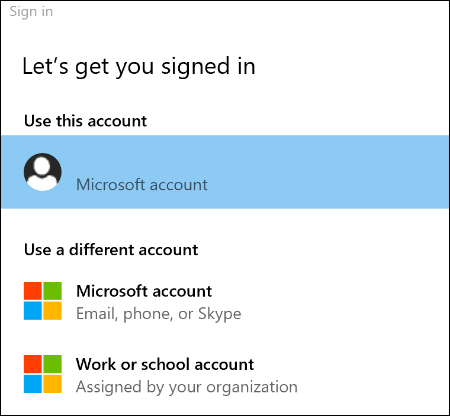 Sign in
Let's get you signed in
Use this account
Microsoft account
Use a different account
Microsoft account
Email, phone, or Skype
Work or school account
Assigned by your organization